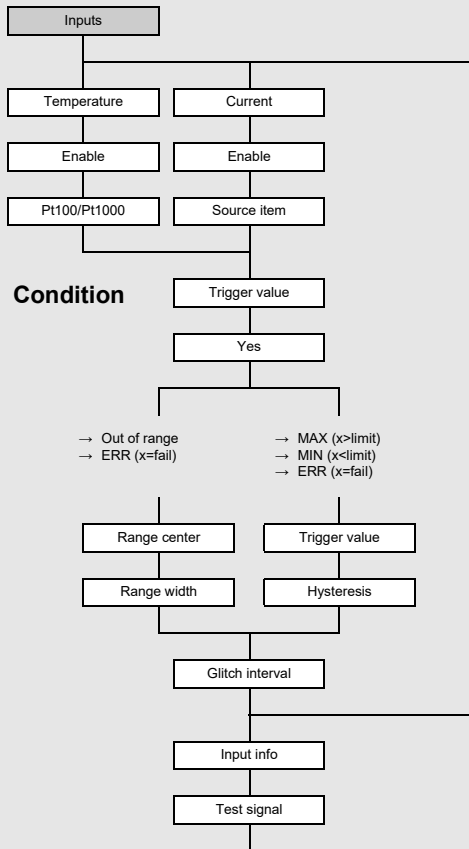 Inputs
Temperature
Current
Enable
Enable
Pt100/Pt1000
Source item
Condition
Trigger value
Yes
→ Out of range
→ ERR (x=fail)
→ MAX (x>limit)
→ MIN (x<limit)
→ ERR (x=fail)
Range center
Trigger value
Range width
Hysteresis
Glitch interval
Input info
Test signal